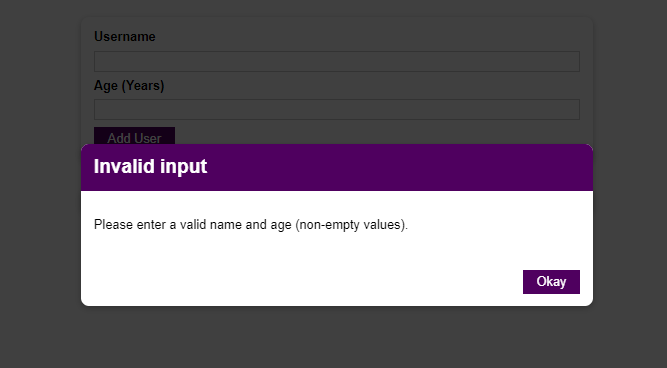 Username
Age (Years)
Add User
Invalid input
Please enter a valid name and age (non-empty values).
Okay